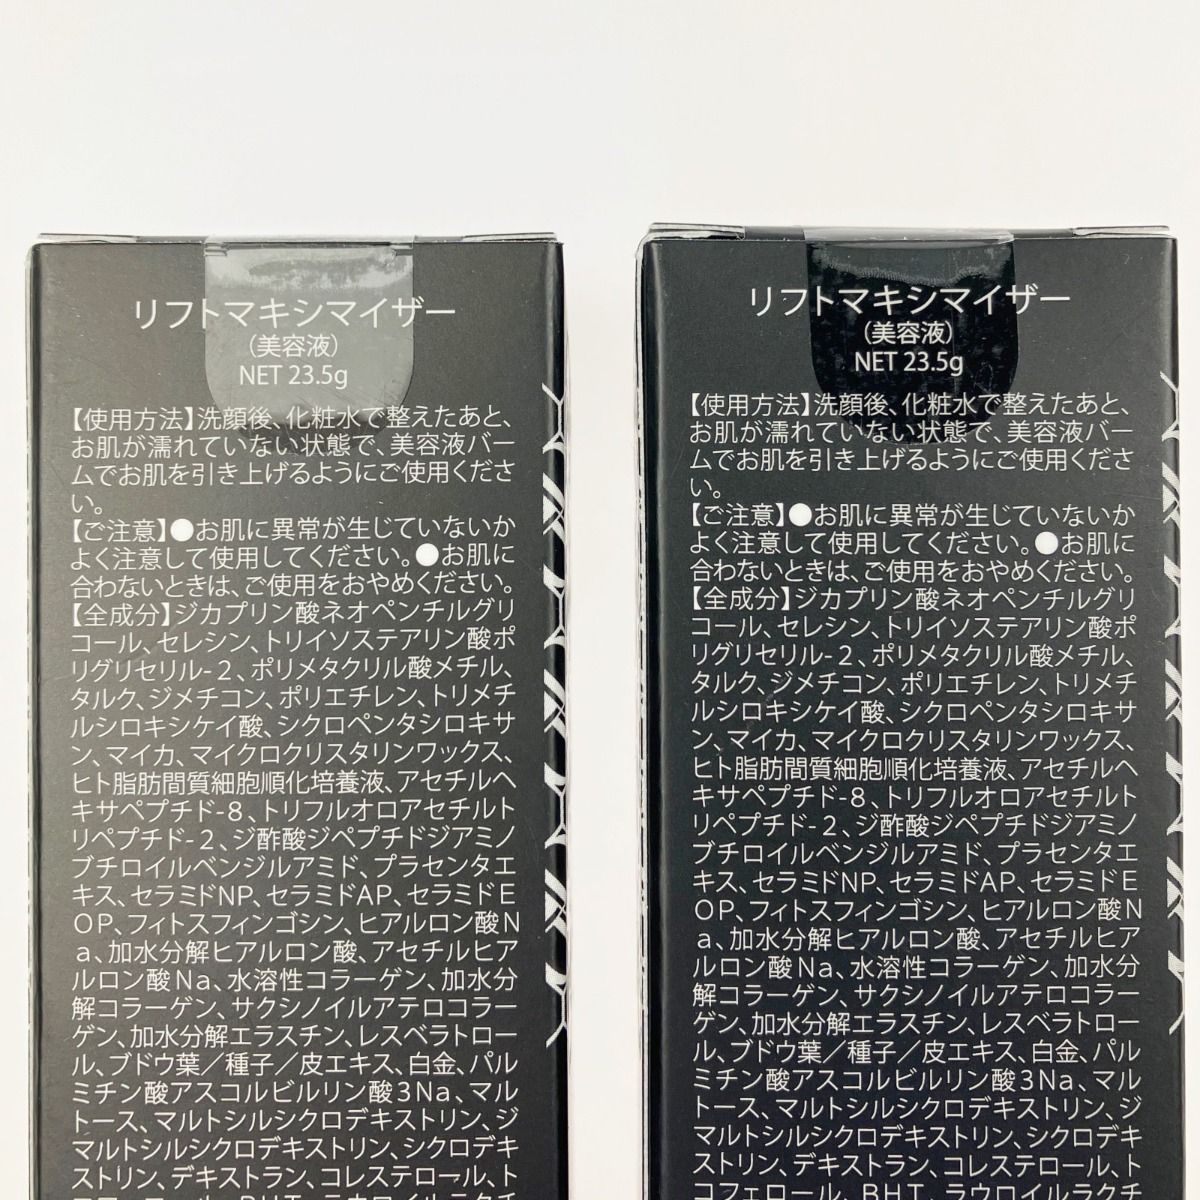 リフトマキシマイザー
(美容液)
NET 23.5g
【使用方法】洗顔後、化粧水で整えたあと、
お肌が濡れていない状態で、美容液バー
ムでお肌を引き上げるようにご使用くださ
い。
【ご注意】●お肌に異常が生じていないか
よく注意して使用してください。●お肌に
合わないときは、ご使用をおやめください。
【全成分】ジカプリン酸ネオペンチルグリ
コール、セレシン、トリイソステアリン酸ポ
リグリセリル-2、ポリメタクリル酸メチル、
タルク、ジメチコン、ポリエチレン、トリメチ
ルシロキシケイ酸、シクロペンタシロキサ
ン、マイカ、マイクロクリスタリンワックス、
ヒト脂肪間質細胞順化培養液、アセチルヘ
キサペプチド-8、トリフルオロアセチルト
リペプチド-2、ジ酢酸ジペプチドジアミノ
ブチロイルベンジルアミド、プラセンタエ
キス、セラミドNP、セラミドAP、セラミドE
OP、フィトスフィンゴシン、ヒアルロン酸N
a、加水分解ヒアルロン酸、アセチルヒア
ルロン酸Na、水溶性コラーゲン、加水分
解コラーゲン、サクシノイルアテロコラー
ゲン、加水分解エラスチン、レスベラトロー
ル、ブドウ葉/種子/皮エキス、白金、パル
ミチン酸アスコルビルリン酸3Na、マル
トース、マルトシルシクロデキストリン、ジ
マルトシルシクロデキストリン、シクロデキ
ストリン、デキストラン、コレステロール、ト
コフェロール、BHT、ラウロイルラクチ
リフトマキシマイザー
(美容液)
NET 23.5g
【使用方法】洗顔後、化粧水で整えたあと、
お肌が濡れていない状態で、美容液バー
ムでお肌を引き上げるようにご使用くださ
い。
【ご注意】●お肌に異常が生じていないか
よく注意して使用してください。●お肌に
合わないときは、ご使用をおやめください。
【全成分】ジカプリン酸ネオペンチルグリ
コール、セレシン、トリイソステアリン酸ポ
リグリセリル-2、ポリメタクリル酸メチル、
タルク、ジメチコン、ポリエチレン、トリメチ
ルシロキシケイ酸、シクロペンタシロキサ
ン、マイカ、マイクロクリスタリンワックス、
ヒト脂肪間質細胞順化培養液、アセチルヘ
キサペプチド-8、トリフルオロアセチルト
リペプチド-2、ジ酢酸ジペプチドジアミノ
ブチロイルベンジルアミド、プラセンタエ
キス、セラミドNP、セラミドAP、セラミドE
OP、フィトスフィンゴシン、ヒアルロン酸N
a、加水分解ヒアルロン酸、アセチルヒア
ルロン酸Na、水溶性コラーゲン、加水分
解コラーゲン、サクシノイルアテロコラー
ゲン、加水分解エラスチン、レスベラトロー
ル、ブドウ葉/種子/皮エキス、白金、パル
ミチン酸アスコルビルリン酸3Na、マル
トース、マルトシルシクロデキストリン、ジ
マルトシルシクロデキストリン、シクロデキ
ストリン、デキストラン、コレステロール、ト
コフェロール、BHT、ラウロイルラクチ